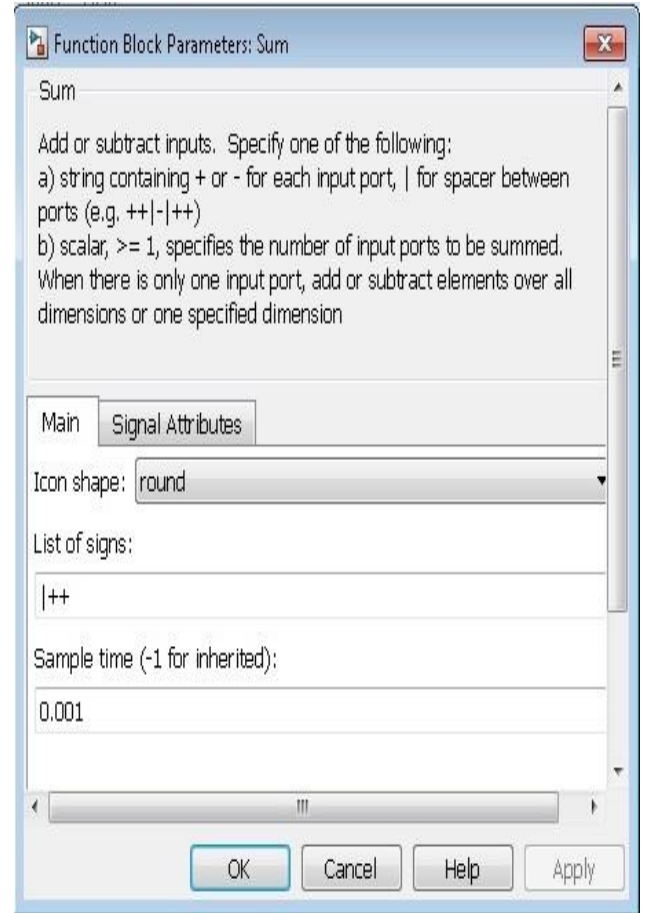 Function Block Parameters: Sum
Sum
Add or subtract inputs. Specify one of the following:
a) string containing + or - for each input port, | for spacer between
ports (e.g. ++|-|++)
b) scalar, >= 1, specifies the number of input ports to be summed.
When there is only one input port, add or subtract elements over all
dimensions or one specified dimension
Main Signal Attributes
Icon shape: round
List of signs:
|++
Sample time (-1 for inherited):
0.001
OK Cancel Help Apply